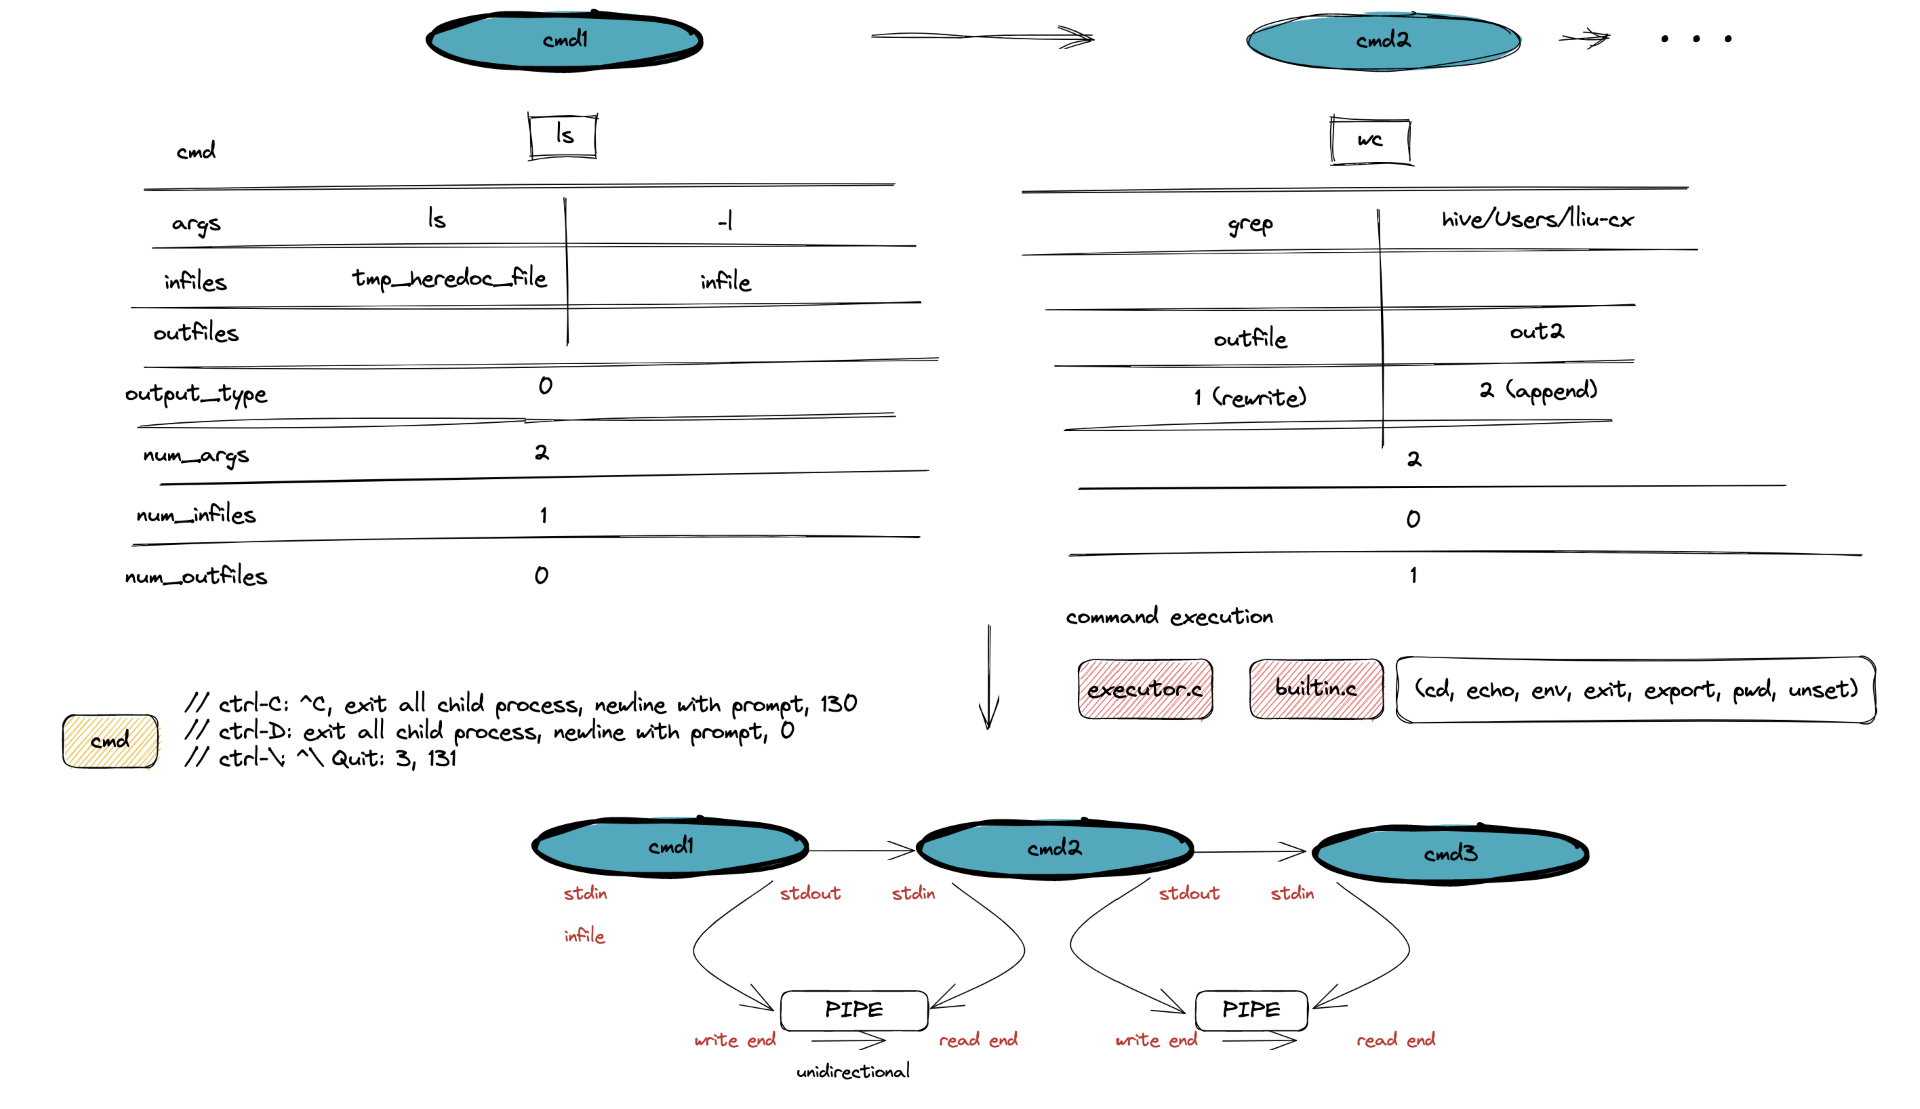 cmd1
cmd2
. . .
cmd
ls
wc
args ls -l
grep hive/Users/lliu-cx
infiles tmp_heredoc_file infile
outfiles
outfile out2
output_type 0
1 (rewrite) 2 (append)
num_args 2
2
num_infiles 1
0
num_outfiles 0
1
command execution
executor.c
builtin.c
(cd, echo, env, exit, export, pwd, unset)
cmd
// ctrl-C: ^C, exit all child process, newline with prompt, 130
// ctrl-D: exit all child process, newline with prompt, 0
// ctrl-\: ^\ Quit: 3, 131
cmd1
cmd2
cmd3
stdin stdout stdin stdout stdin
infile
PIPE
PIPE
write end read end write end read end
unidirectional